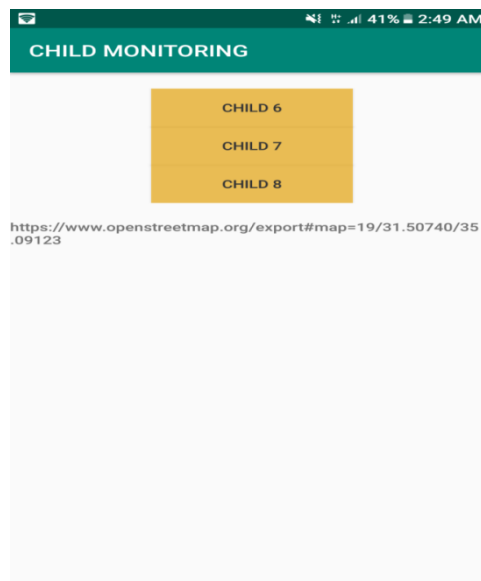 41% 2:49 AM
CHILD MONITORING
CHILD 6
CHILD 7
CHILD 8
https://www.openstreetmap.org/export#map=19/31.50740/35
.09123